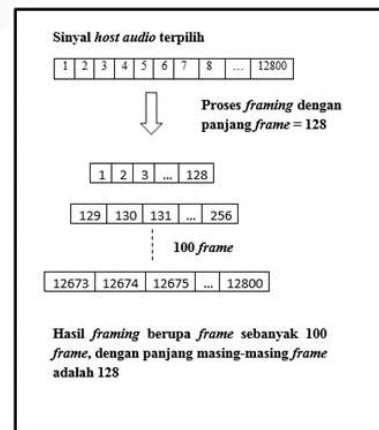 Sinyal host audio terpilih
1 2 3 4 5 6 7 8 ... 12800
Proses framing dengan
panjang frame = 128
1 2 3 ... 128
129 130 131 ... 256
100 frame
12673 12674 12675 ... 12800
Hasil framing berupa frame sebanyak 100
frame, dengan panjang masing-masing frame
adalah 128